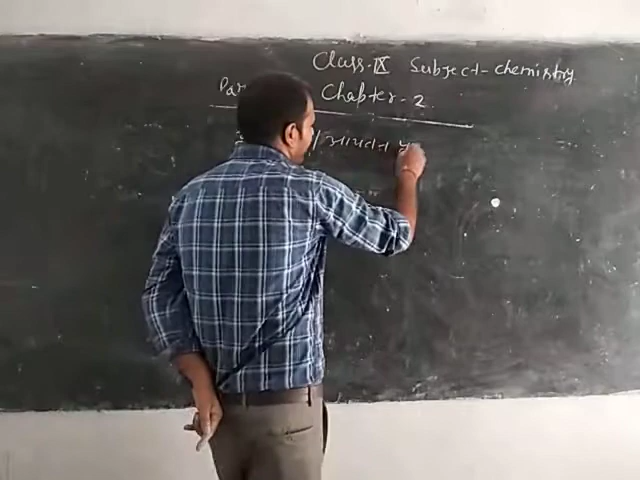 Class-IX Subject-chemistry
Chapter-2
आयतन